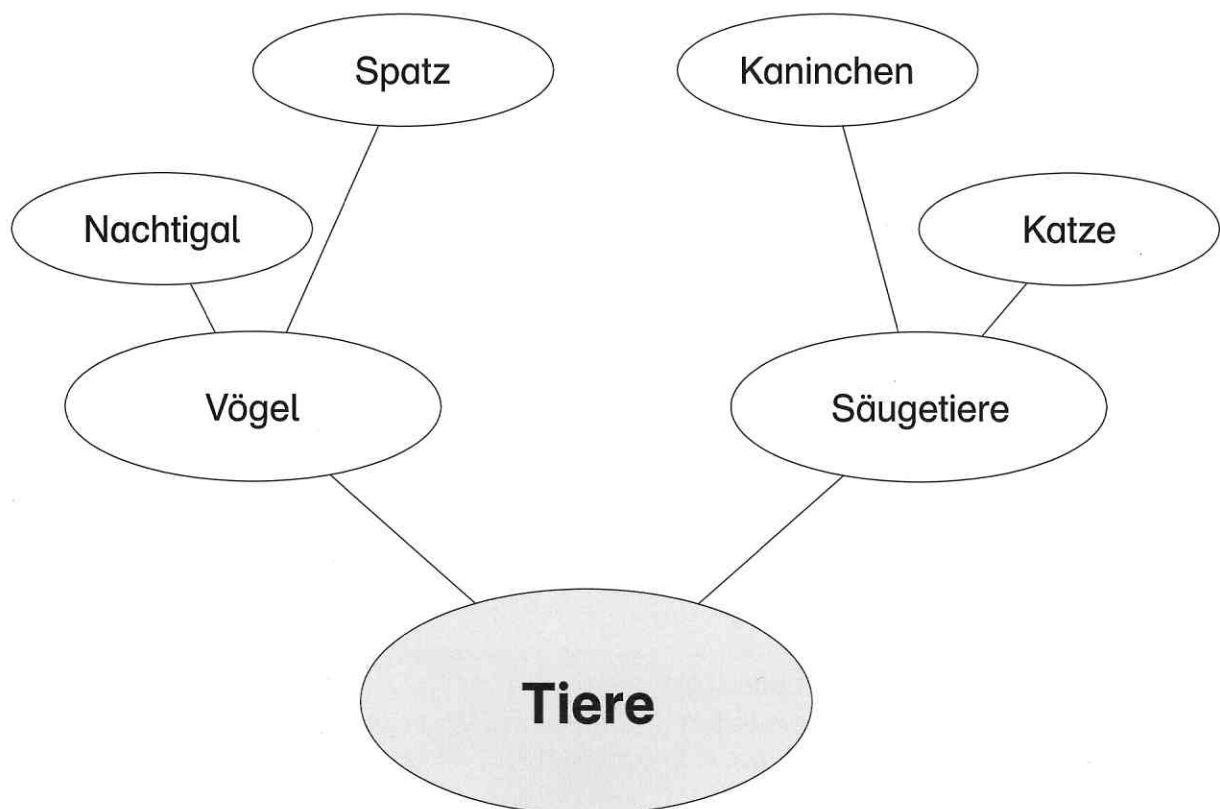 Spatz
Kaninchen
Nachtigal
Katze
Vögel
Säugetiere
Tiere